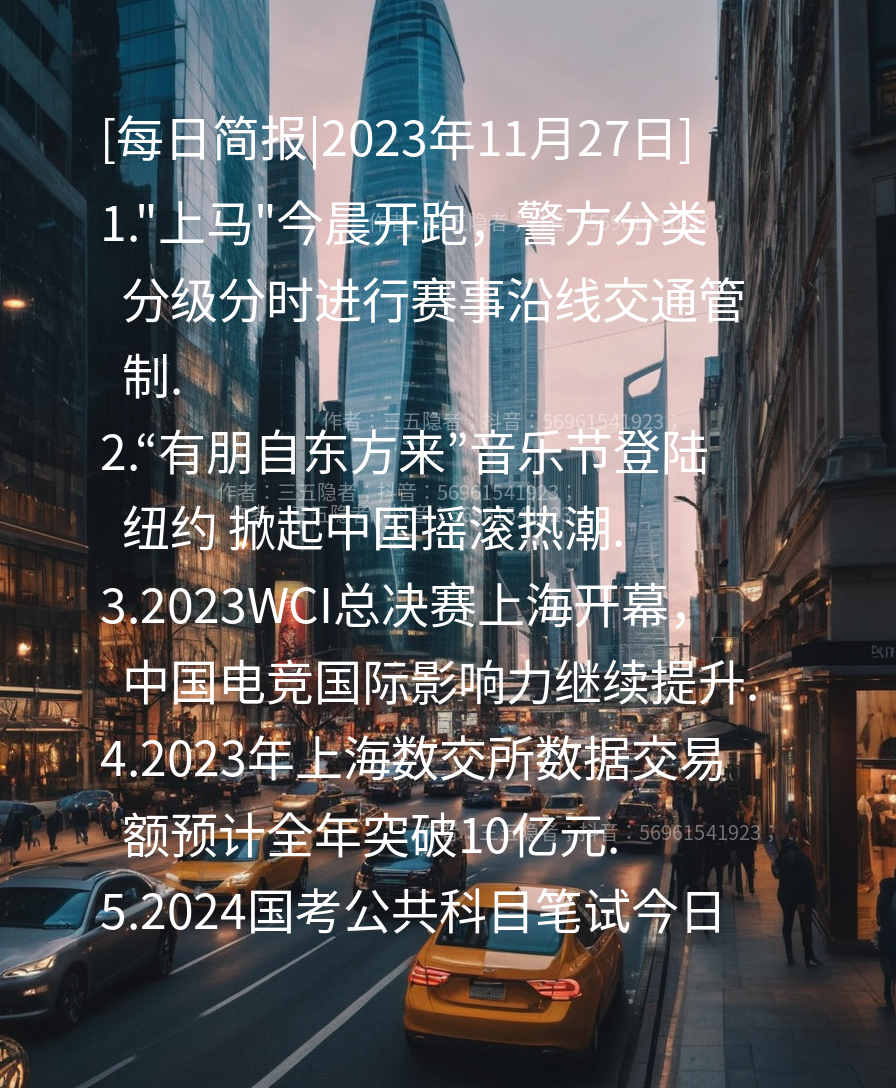 [每日简报|2023年11月27日]
1."上马"今晨开跑，警方分类
分级分时进行赛事沿线交通管
制.
作者：三五隐者；抖音：56961541923；
2.“有朋自东方来”音乐节登陆
作者：三五隐者；抖音：56961541923；
纽约 掀起中国摇滚热潮.
3.2023WCI总决赛上海开幕，
中国电竞国际影响力继续提升.
4.2023年上海数交所数据交易
额预计全年突破10亿元.
三五隐者；抖音：56961541923；
5.2024国考公共科目笔试今日